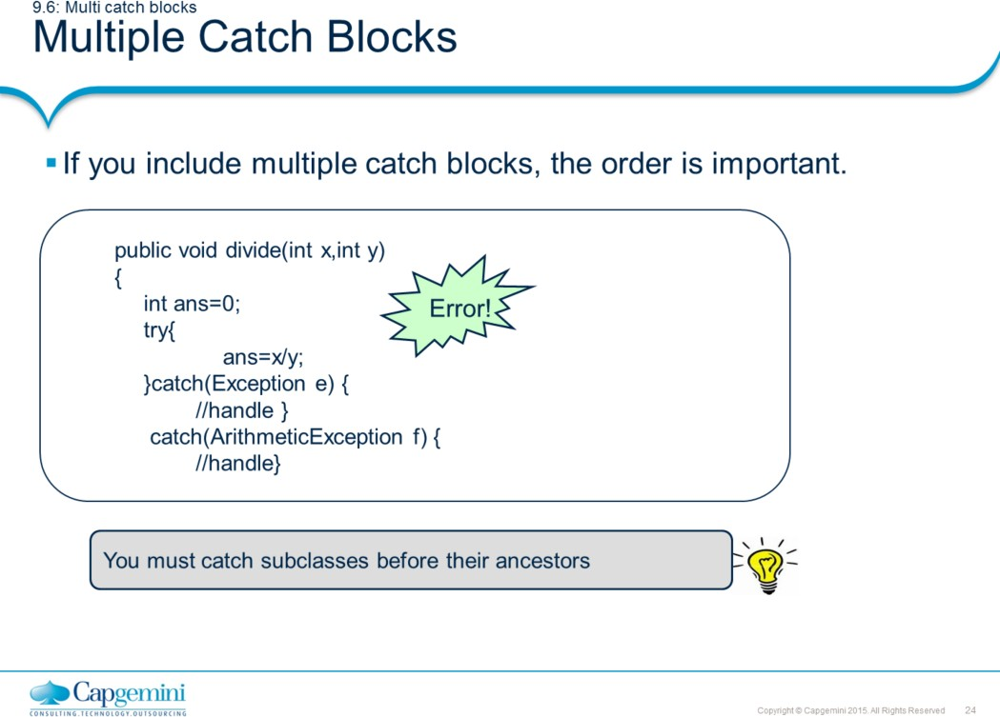 9.6: Multi catch blocks
Multiple Catch Blocks
If you include multiple catch blocks, the order is important.
public void divide(int x,int y)
{
int ans=0;
try{
ans=x/y;
}catch(Exception e) {
//handle }
catch(ArithmeticException f) {
//handle}
Error!
You must catch subclasses before their ancestors
Capgemini
CONSULTING.TECHNOLOGY.OUTSOURCING
Copyright © Capgemini 2015. All Rights Reserved 24